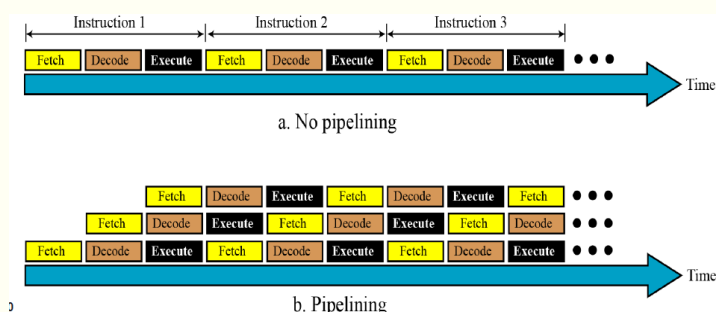 Instruction 1 Instruction 2 Instruction 3
Fetch Decode Execute Fetch Decode Execute Fetch Decode Execute
Time
a. No pipelining
Fetch Decode Execute Fetch Decode Execute Fetch
Fetch Decode Execute Fetch Decode Execute Fetch Decode
Fetch Decode Execute Fetch Decode Execute Fetch Decode Execute
Time
b. Pipelining